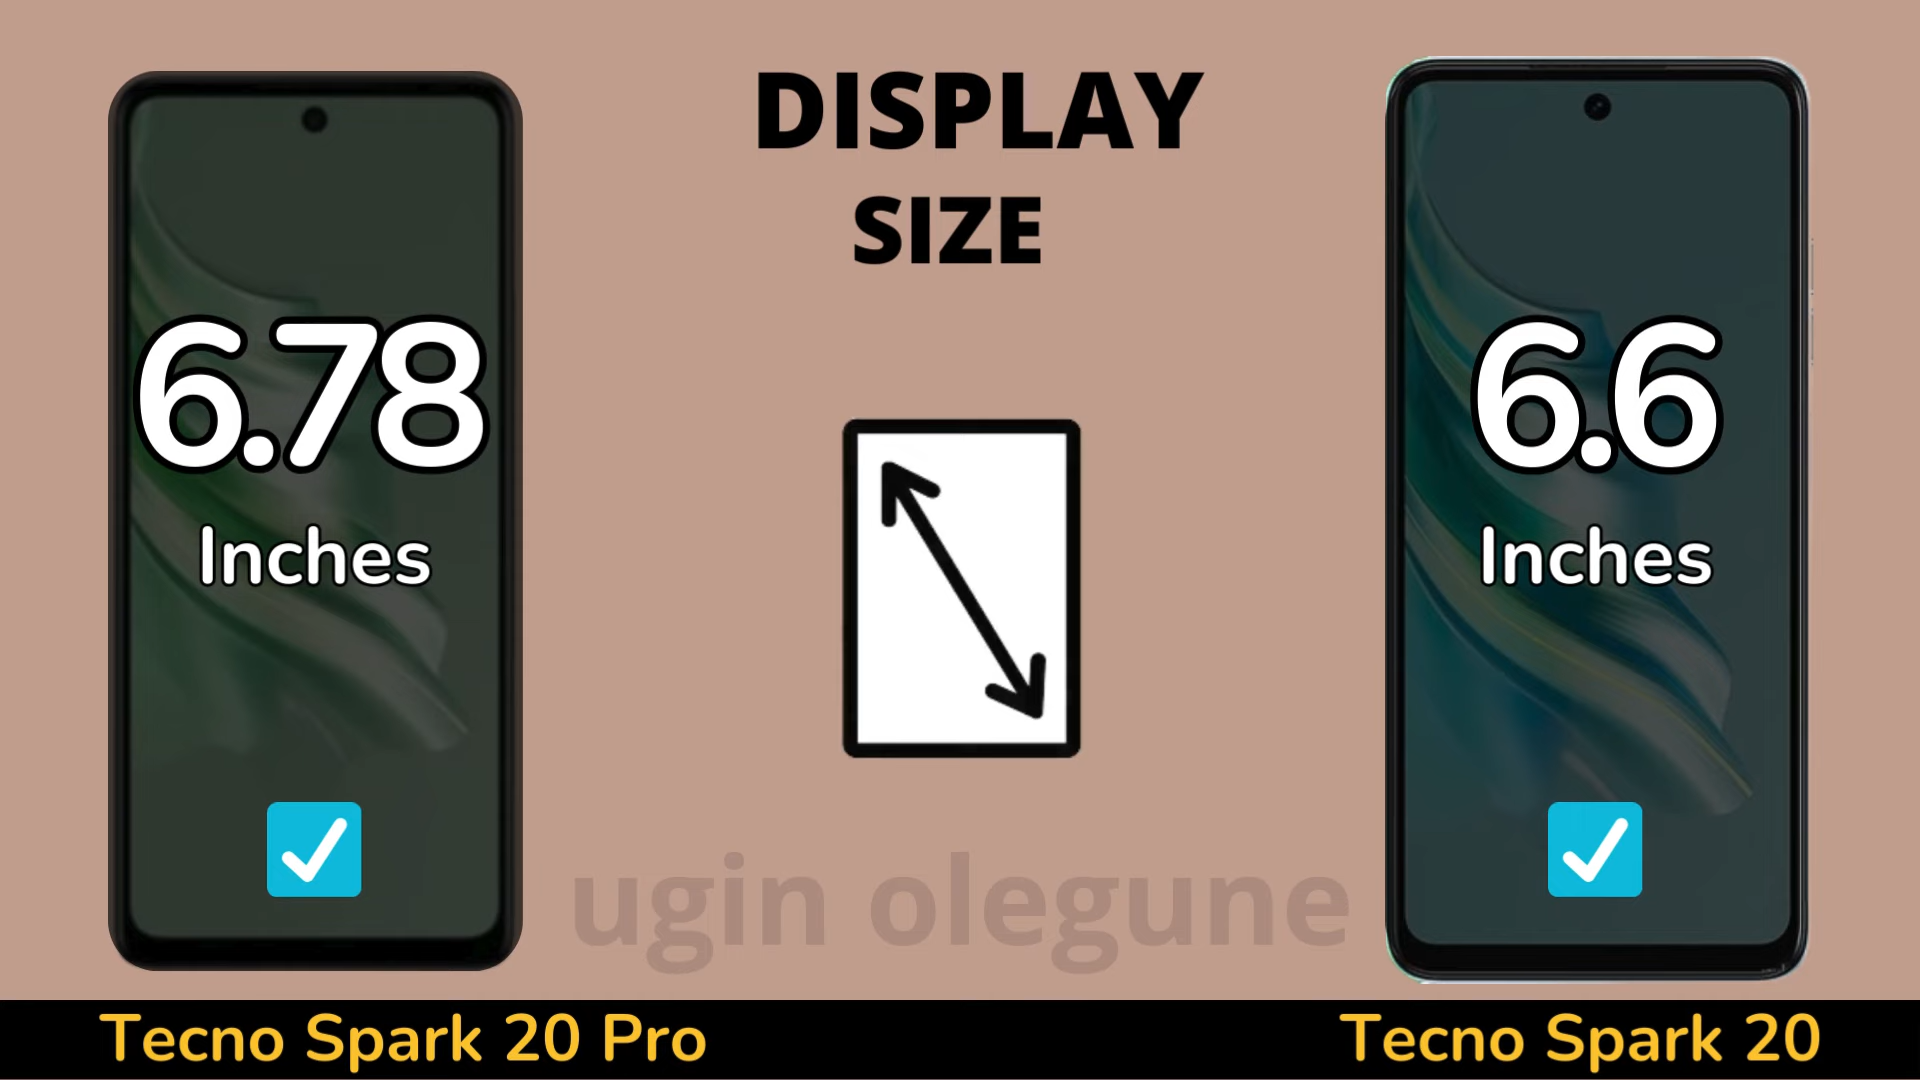 DISPLAY
SIZE
6.78
Inches
6.6
Inches
ugin olegune
Tecno Spark 20 Pro
Tecno Spark 20